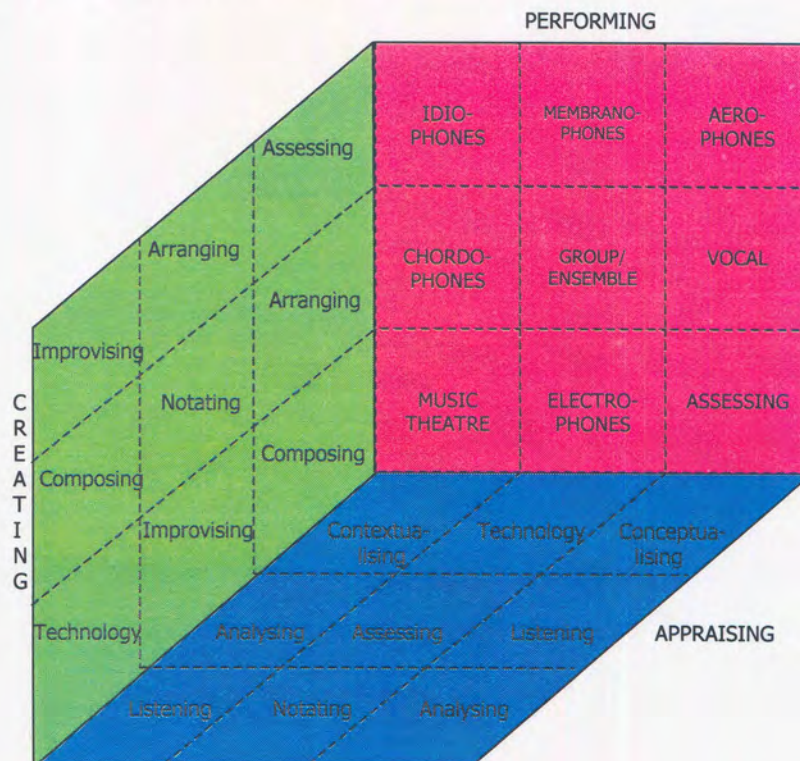 PERFORMING
IDIO-
PHONES
MEMBRANO-
PHONES
AERO-
PHONES
CHORDO-
PHONES
GROUP/
ENSEMBLE
VOCAL
MUSIC
THEATRE
ELECTRO-
PHONES
ASSESSING
CREATING
Assessing
Arranging
Arranging
Improvising
Notating
Composing
Composing
Improvising
Technology
Contextua-
lising
Technology
Conceptua-
lising
Analysing
Assessing
Listening
Listening
Notating
Analysing
APPRAISING